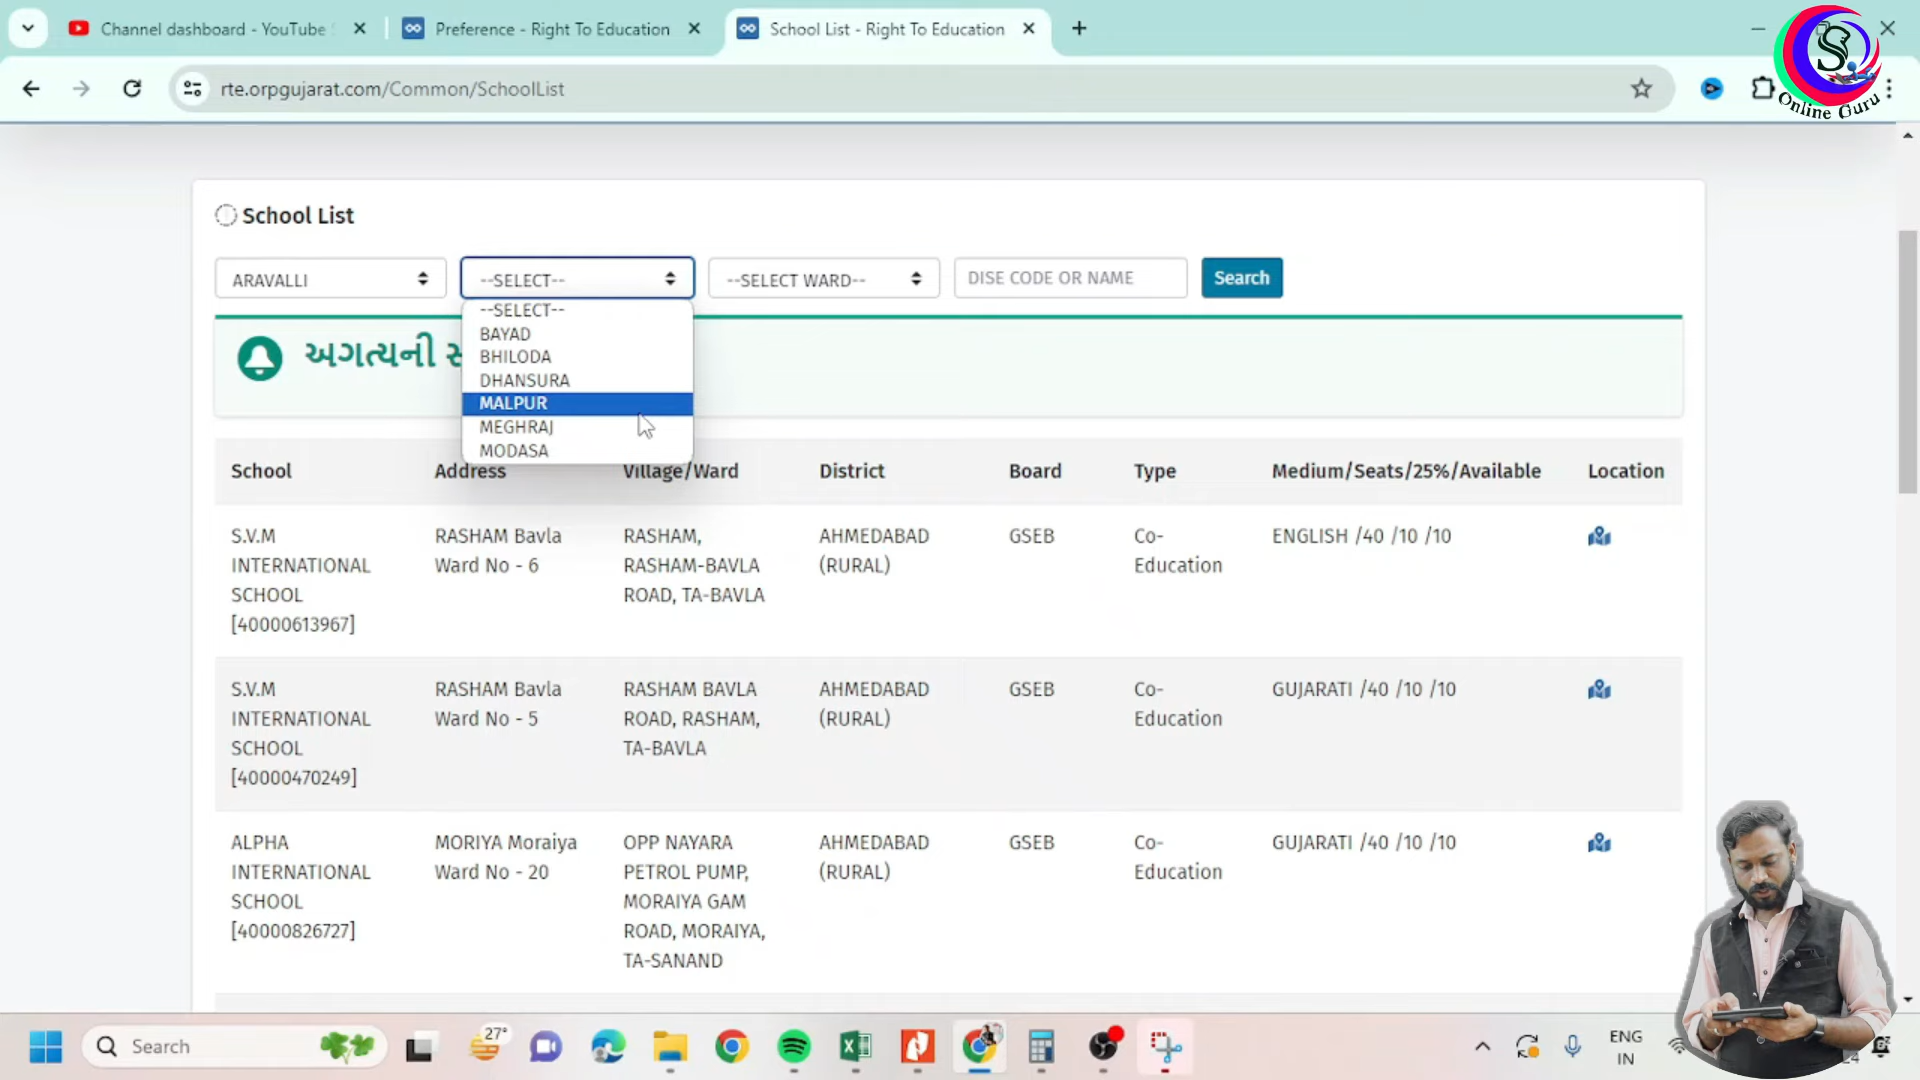 Channel dashboard - YouTube
Preference - Right To Education
School List - Right To Education
rte.orpgujarat.com/Common/SchoolList
S
Online Guru
School List
ARAVALLI
--SELECT--
--SELECT WARD--
DISE CODE OR NAME
Search
--SELECT--
BAYAD
BHILODA
DHANSURA
MALPUR
MEGHRAJ
MODASA
અગત્યની
School Address Village/Ward District Board Type Medium/Seats/25%/Available Location
S.V.M RASHAM Bavla RASHAM, AHMEDABAD GSEB Co- ENGLISH /40 /10 /10
INTERNATIONAL Ward No - 6 RASHAM-BAVLA (RURAL) Education
SCHOOL ROAD, TA-BAVLA
[40000613967]
S.V.M RASHAM Bavla RASHAM BAVLA AHMEDABAD GSEB Co- GUJARATI /40 /10 /10
INTERNATIONAL Ward No - 5 ROAD, RASHAM, (RURAL) Education
SCHOOL TA-BAVLA
[40000470249]
ALPHA MORIYA Moraiya OPP NAYARA AHMEDABAD GSEB Co- GUJARATI /40 /10 /10
INTERNATIONAL Ward No - 20 PETROL PUMP, (RURAL) Education
SCHOOL MORAIYA GAM
[40000826727] ROAD, MORAIYA,
TA-SANAND
Search
27°
ENG
IN